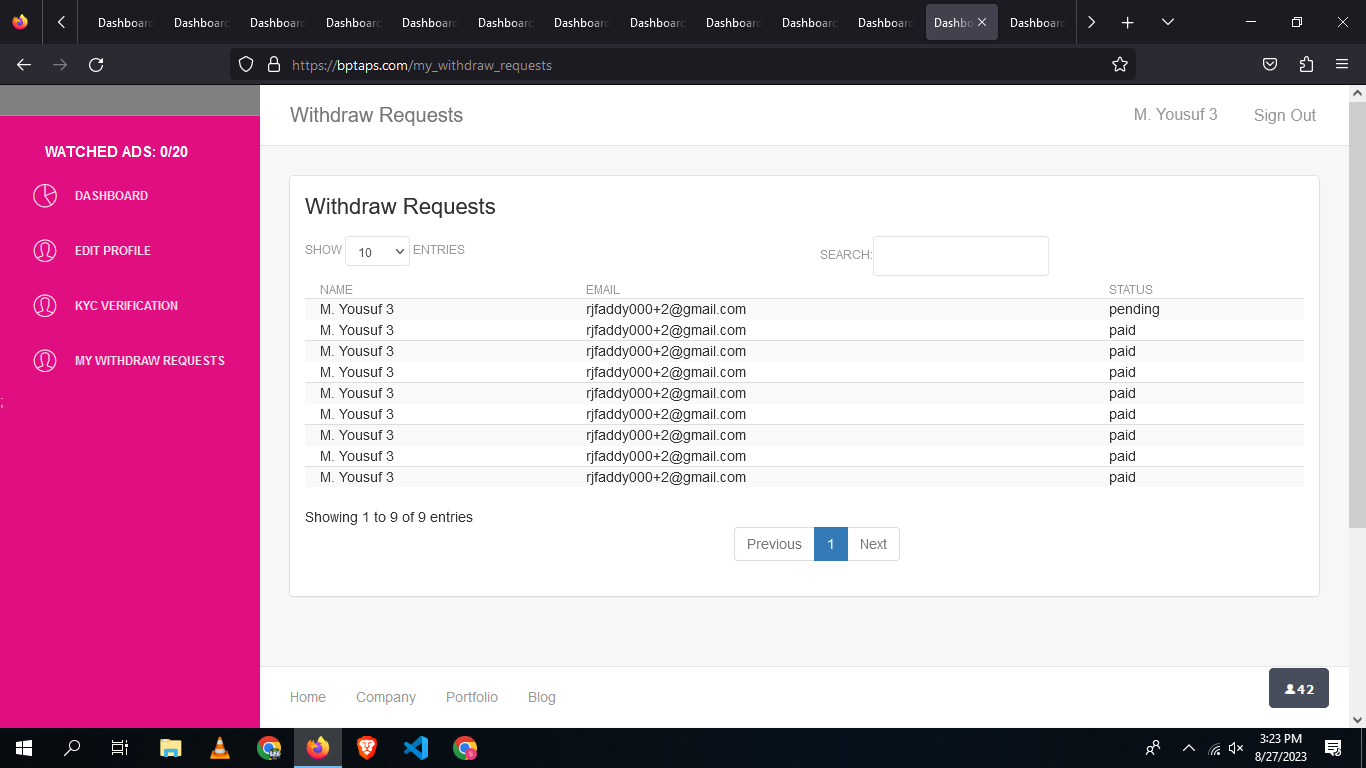 Dashboard Dashboard Dashboard Dashboard Dashboard Dashboard Dashboard Dashboard Dashboard Dashboard Dashboard Dashbo Dashboard
https://bptaps.com/my_withdraw_requests
Withdraw Requests M. Yousuf 3 Sign Out
WATCHED ADS: 0/20
DASHBOARD
EDIT PROFILE
KYC VERIFICATION
MY WITHDRAW REQUESTS
;
Withdraw Requests
SHOW 10 ENTRIES SEARCH:
NAME EMAIL STATUS
M. Yousuf 3 rjfaddy000+2@gmail.com pending
M. Yousuf 3 rjfaddy000+2@gmail.com paid
M. Yousuf 3 rjfaddy000+2@gmail.com paid
M. Yousuf 3 rjfaddy000+2@gmail.com paid
M. Yousuf 3 rjfaddy000+2@gmail.com paid
M. Yousuf 3 rjfaddy000+2@gmail.com paid
M. Yousuf 3 rjfaddy000+2@gmail.com paid
M. Yousuf 3 rjfaddy000+2@gmail.com paid
M. Yousuf 3 rjfaddy000+2@gmail.com paid
Showing 1 to 9 of 9 entries
Previous 1 Next
Home Company Portfolio Blog
42
3:23 PM
8/27/2023